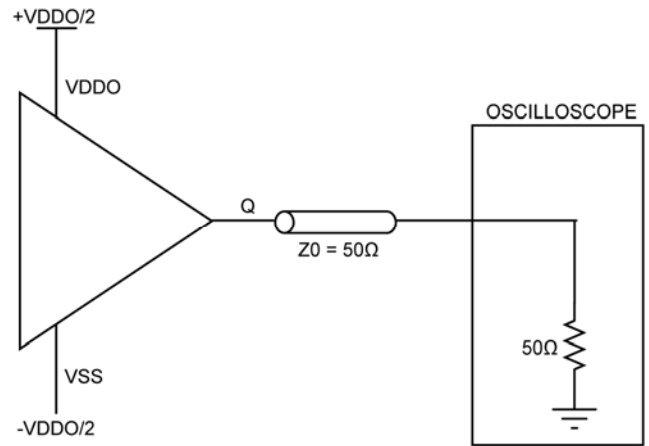 +VDDO/2
VDDO
OSCILLOSCOPE
Q
Z0 = 50Ω
50Ω
VSS
-VDDO/2